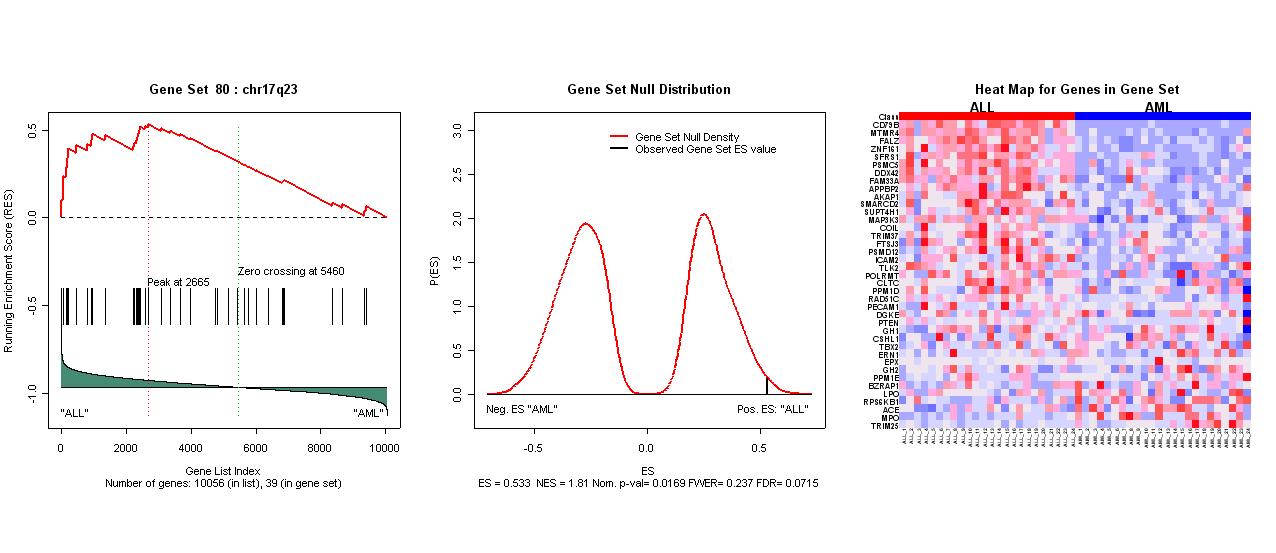 Gene Set 80 : chr17q23
Running Enrichment Score (RES)
0.5
0.0
-0.5
-1.0
Zero crossing at 5460
Peak at 2665
"ALL"
"AML"
0
2000
4000
6000
8000
10000
Gene List Index
Number of genes: 10056 (in list), 39 (in gene set)
Gene Set Null Distribution
P(ES)
3.0
2.5
2.0
1.5
1.0
0.5
0.0
Gene Set Null Density
Observed Gene Set ES value
Neg. ES "AML"
Pos. ES: "ALL"
-0.5
0.0
0.5
ES
ES = 0.533 NES = 1.81 Nom. p-val= 0.0169 FWER= 0.237 FDR= 0.0715
Heat Map for Genes in Gene Set
ALL
AML
Class
CD79B
MTMR4
FALZ
ZNF161
SFRS1
PSMC5
DDX42
FAM33A
APPBP2
AKAP1
SMARCD2
SUPT4H1
MAP3K3
COIL
TRIM37
FTSJ3
PSMD12
ICAM2
TLK2
POLRMT
CLTC
PPM1D
RAD51C
PECAM1
DGKE
PTEN
GH1
CSHL1
TBX2
ERN1
EPX
GH2
PPM1E
BZRAP1
LPO
RPS6KB1
ACE
MPO
TRIM25